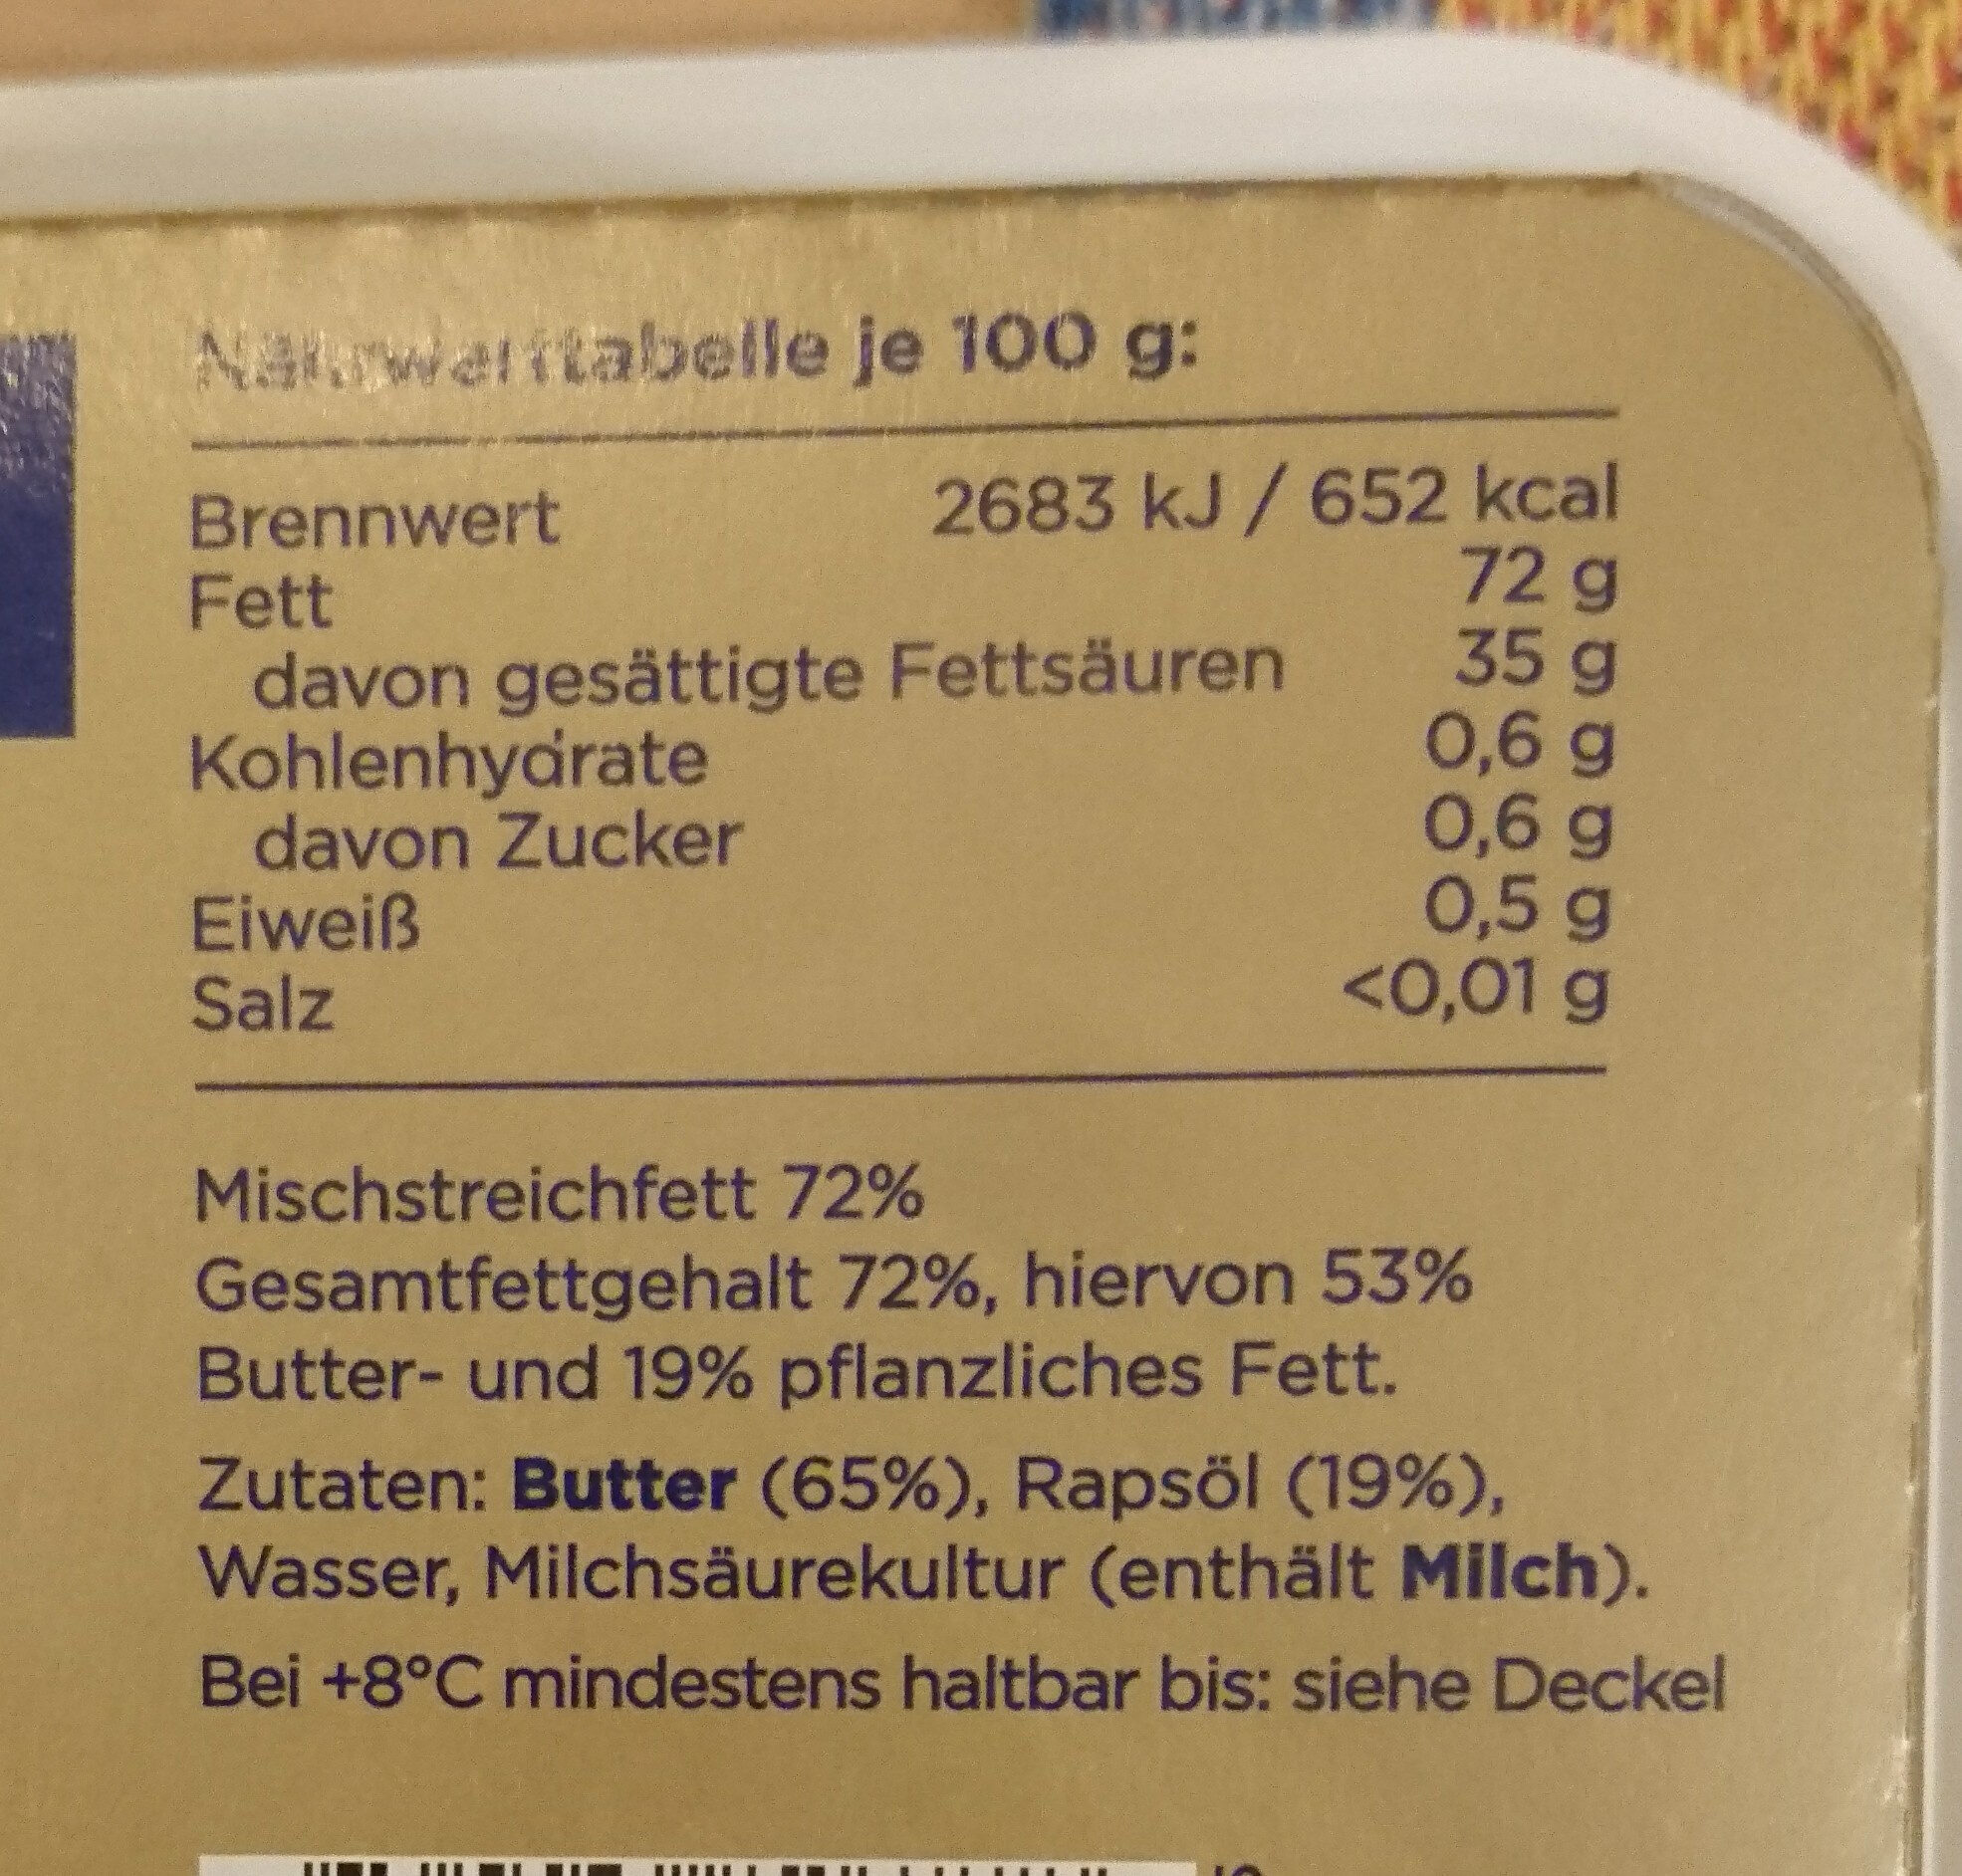 Nährwerttabelle je 100 g:
Brennwert 2683 kJ / 652 kcal
Fett 72 g
davon gesättigte Fettsäuren 35 g
Kohlenhydrate 0,6 g
davon Zucker 0,6 g
Eiweiß 0,5 g
Salz <0,01 g
Mischstreichfett 72%
Gesamtfettgehalt 72%, hiervon 53%
Butter- und 19% pflanzliches Fett.
Zutaten: Butter (65%), Rapsöl (19%),
Wasser, Milchsäurekultur (enthält Milch).
Bei +8°C mindestens haltbar bis: siehe Deckel